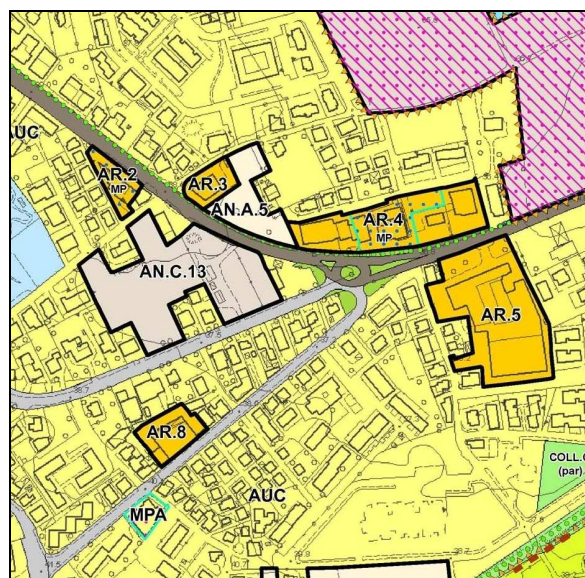 AUC
AR.2
MP
AR.3
AN.A.5
AR.4
MP
AN.C.13
AR.5
AR.8
MPA
AUC
COLL.C
(par).